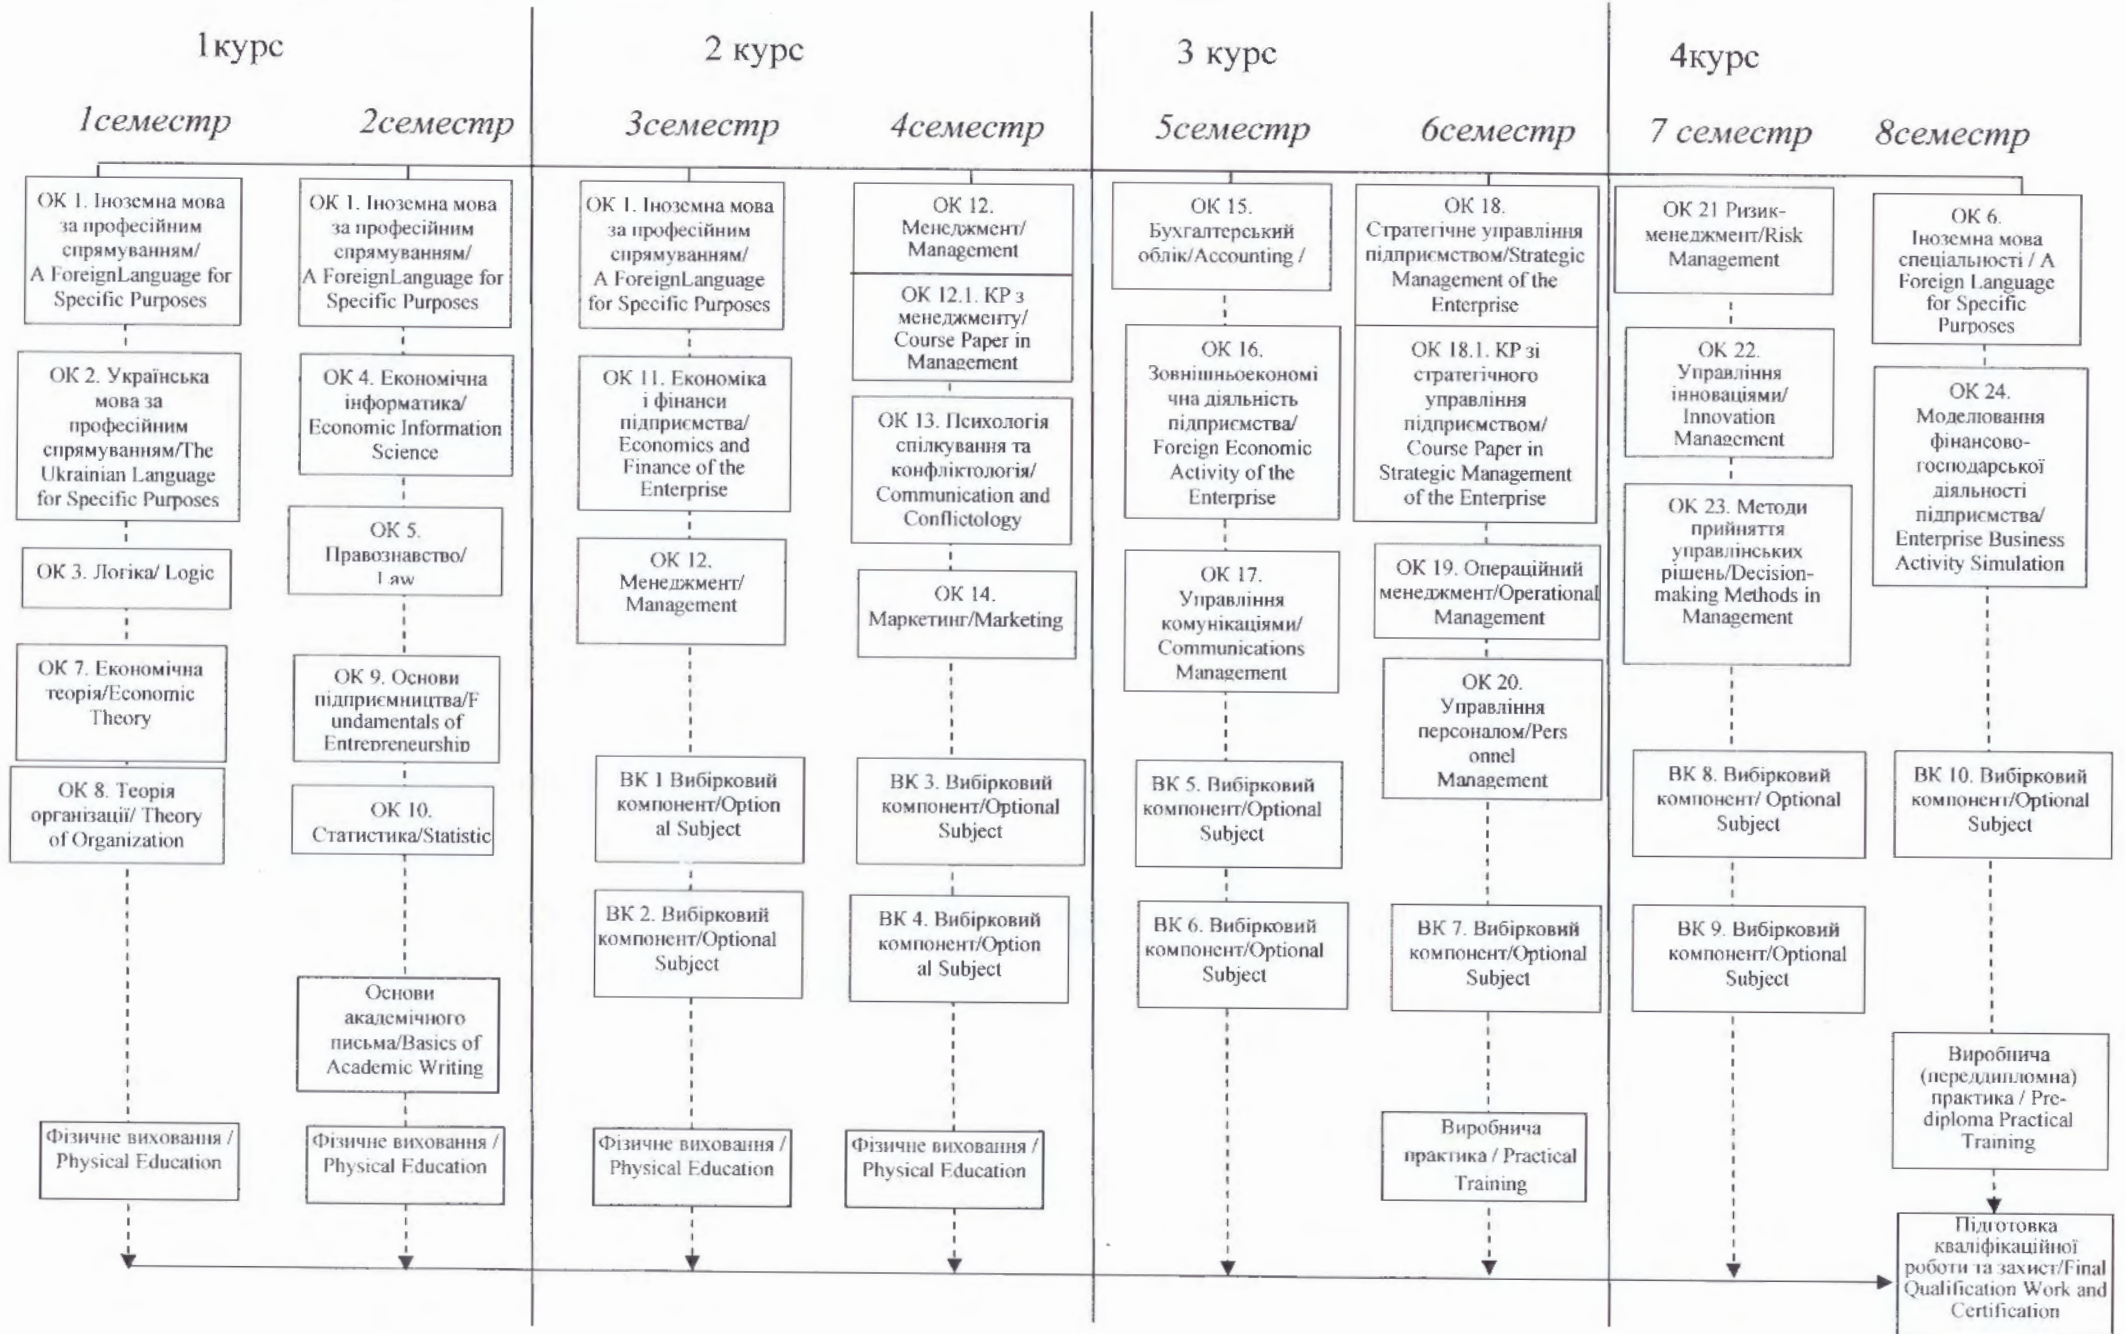 1курс
2 курс
3 курс
4курс
1семестр
2семестр
3семестр
4семестр
5семестр
6семестр
7 семестр
8семестр
ОК 1. Іноземна мова
за професійним
спрямуванням/
A ForeignLanguage for
Specific Purposes
ОК 2. Українська
мова за
професійним
спрямуванням/The
Ukrainian Language
for Specific Purposes
ОК 3. Логіка/ Logic
ОК 7. Економічна
теорія/Economic
Theory
ОК 8. Теорія
організації/ Theory
of Organization
Фізичне виховання /
Physical Education
ОК 1. Іноземна мова
за професійним
спрямуванням/
A ForeignLanguage for
Specific Purposes
ОК 4. Економічна
інформатика/
Economic Information
Science
ОК 5.
Правознавство/
Law
ОК 9. Основи
підприємництва/F
undamentals of
Entrepreneurship
ОК 10.
Статистика/Statistic
Основи
академічного
письма/Basics of
Academic Writing
Фізичне виховання /
Physical Education
ОК 1. Іноземна мова
за професійним
спрямуванням/
A ForeignLanguage
for Specific Purposes
ОК 11. Економіка
і фінанси
підприємства/
Economics and
Finance of the
Enterprise
ОК 12.
Менеджмент/
Management
ВК 1 Вибірковий
компонент/Option
al Subject
ВК 2. Вибірковий
компонент/Optional
Subject
Фізичне виховання /
Physical Education
ОК 12.
Менеджмент/
Management
ОК 12.1. КР з
менеджменту/
Course Paper in
Management
ОК 13. Психологія
спілкування та
конфліктологія/
Communication and
Conflictology
ОК 14.
Маркетинг/Marketing
ВК 3. Вибірковий
компонент/Optional
Subject
ВК 4. Вибірковий
компонент/Option
al Subject
Фізичне виховання /
Physical Education
ОК 15.
Бухгалтерський
облік/Accounting /
ОК 16.
Зовнішньоекономі
чна діяльність
підприємства/
Foreign Economic
Activity of the
Enterprise
ОК 17.
Управління
комунікаціями/
Communications
Management
ВК 5. Вибірковий
компонент/Optional
Subject
ВК 6. Вибірковий
компонент/Optional
Subject
ОК 18.
Стратегічне управління
підприємством/Strategic
Management of the
Enterprise
ОК 18.1. КР зі
стратегічного
управління
підприємством/
Course Paper in
Strategic Management
of the Enterprise
ОК 19. Операційний
менеджмент/Operational
Management
ОК 20.
Управління
персоналом/Pers
onnel
Management
ВК 7. Вибірковий
компонент/Optional
Subject
Виробнича
практика / Practical
Training
ОК 21 Ризик-
менеджмент/Risk
Management
ОК 22.
Управління
інноваціями/
Innovation
Management
ОК 23. Методи
прийняття
управлінських
рішень/Decision-
making Methods in
Management
ВК 8. Вибірковий
компонент/ Optional
Subject
ВК 9. Вибірковий
компонент/Optional
Subject
ОК 6.
Іноземна мова
спеціальності / A
Foreign Language
for Specific
Purposes
ОК 24.
Моделювання
фінансово-
господарської
діяльності
підприємства/
Enterprise Business
Activity Simulation
ВК 10. Вибірковий
компонент/Optional
Subject
Виробнича
(переддипломна)
практика / Pre-
diploma Practical
Training
Підготовка
кваліфікаційної
роботи та захист/Final
Qualification Work and
Certification